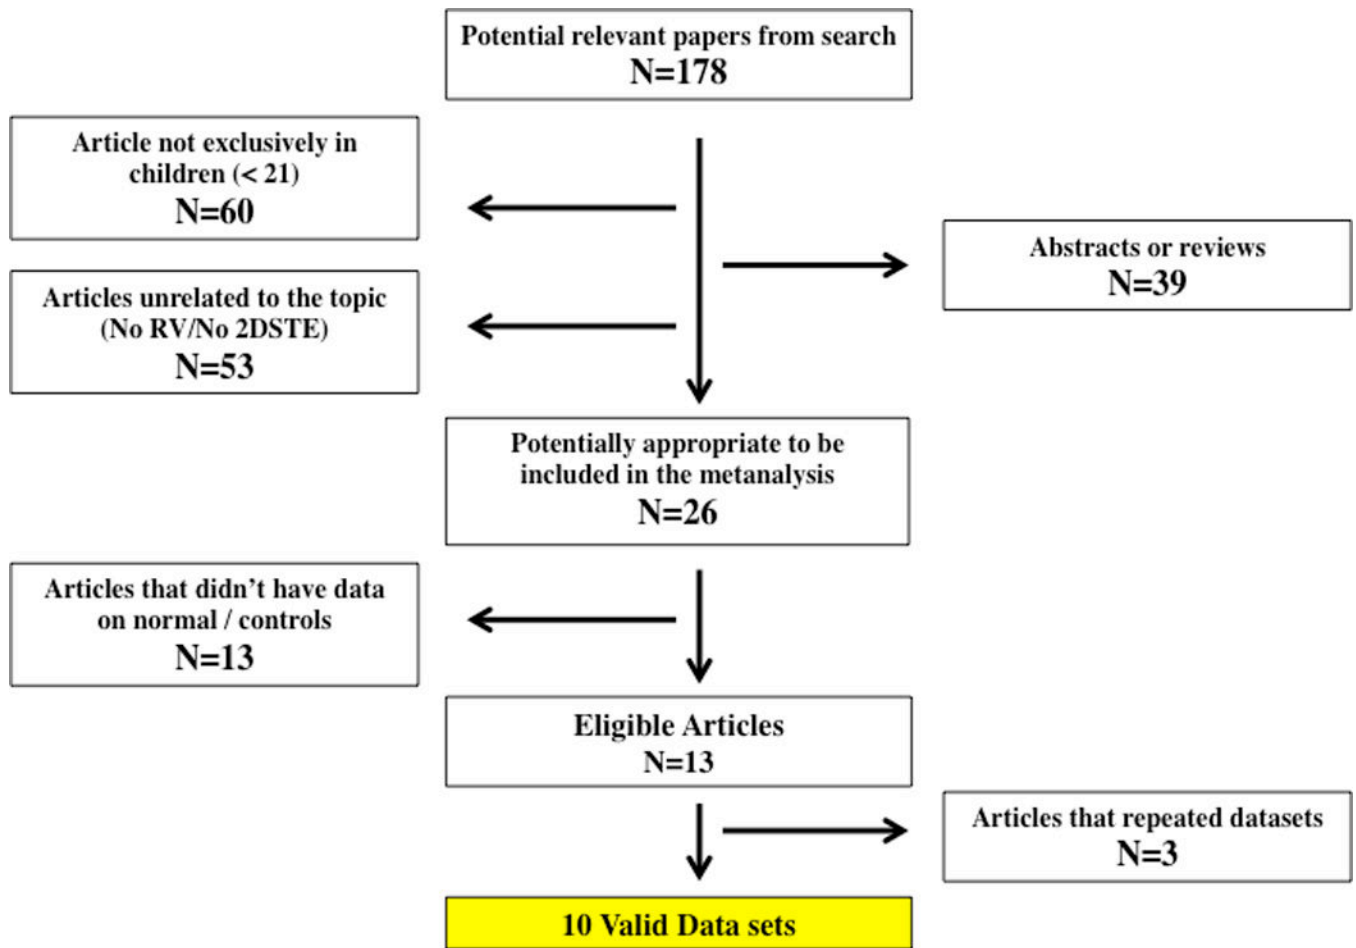 Potential relevant papers from search
N=178
Article not exclusively in
children (< 21)
N=60
Abstracts or reviews
N=39
Articles unrelated to the topic
(No RV/No 2DSTE)
N=53
Potentially appropriate to be
included in the metanalysis
N=26
Articles that didn’t have data
on normal / controls
N=13
Eligible Articles
N=13
Articles that repeated datasets
N=3
10 Valid Data sets